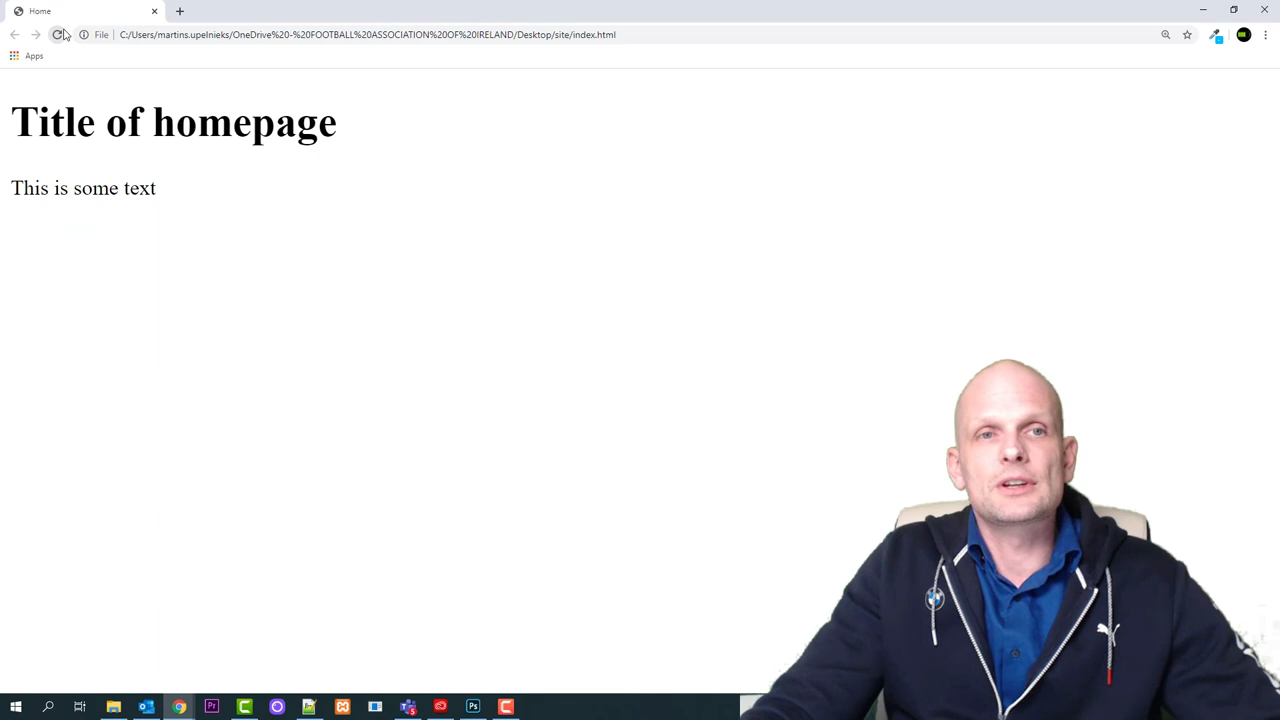 Home
File
C:/Users/martins.upelnieks/OneDrive%20-%20FOOTBALL%20ASSOCIATION%20OF%20IRELAND/Desktop/site/index.html
Apps
Title of homepage
This is some text